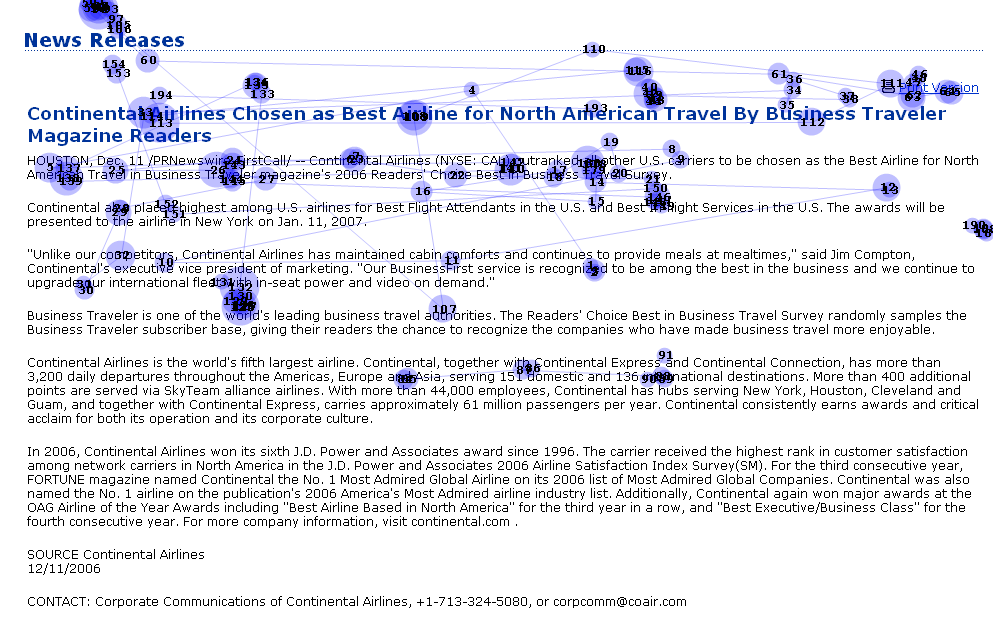 News Releases
Print Version
Continental Airlines Chosen as Best Airline for North American Travel By Business Traveler
Magazine Readers
HOUSTON, Dec. 11 /PRNewswire-FirstCall/ -- Continental Airlines (NYSE: CAL) outranked all other U.S. carriers to be chosen as the Best Airline for North
American Travel in Business Traveler magazine's 2006 Readers' Choice Best in Business Travel Survey.
Continental also placed highest among U.S. airlines for Best Flight Attendants in the U.S. and Best In-flight Services in the U.S. The awards will be
presented to the airline in New York on Jan. 11, 2007.
"Unlike our competitors, Continental Airlines has maintained cabin comforts and continues to provide meals at mealtimes," said Jim Compton,
Continental's executive vice president of marketing. "Our BusinessFirst service is recognized to be among the best in the business and we continue to
upgrade our international fleet with in-seat power and video on demand."
Business Traveler is one of the world's leading business travel authorities. The Readers' Choice Best in Business Travel Survey randomly samples the
Business Traveler subscriber base, giving their readers the chance to recognize the companies who have made business travel more enjoyable.
Continental Airlines is the world's fifth largest airline. Continental, together with Continental Express and Continental Connection, has more than
3,200 daily departures throughout the Americas, Europe and Asia, serving 151 domestic and 136 international destinations. More than 400 additional
points are served via SkyTeam alliance airlines. With more than 44,000 employees, Continental has hubs serving New York, Houston, Cleveland and
Guam, and together with Continental Express, carries approximately 61 million passengers per year. Continental consistently earns awards and critical
acclaim for both its operation and its corporate culture.
In 2006, Continental Airlines won its sixth J.D. Power and Associates award since 1996. The carrier received the highest rank in customer satisfaction
among network carriers in North America in the J.D. Power and Associates 2006 Airline Satisfaction Index Survey(SM). For the third consecutive year,
FORTUNE magazine named Continental the No. 1 Most Admired Global Airline on its 2006 list of Most Admired Global Companies. Continental was also
named the No. 1 airline on the publication's 2006 America's Most Admired airline industry list. Additionally, Continental again won major awards at the
OAG Airline of the Year Awards including "Best Airline Based in North America" for the third year in a row, and "Best Executive/Business Class" for the
fourth consecutive year. For more company information, visit continental.com .
SOURCE Continental Airlines
12/11/2006
CONTACT: Corporate Communications of Continental Airlines, +1-713-324-5080, or corpcomm@coair.com